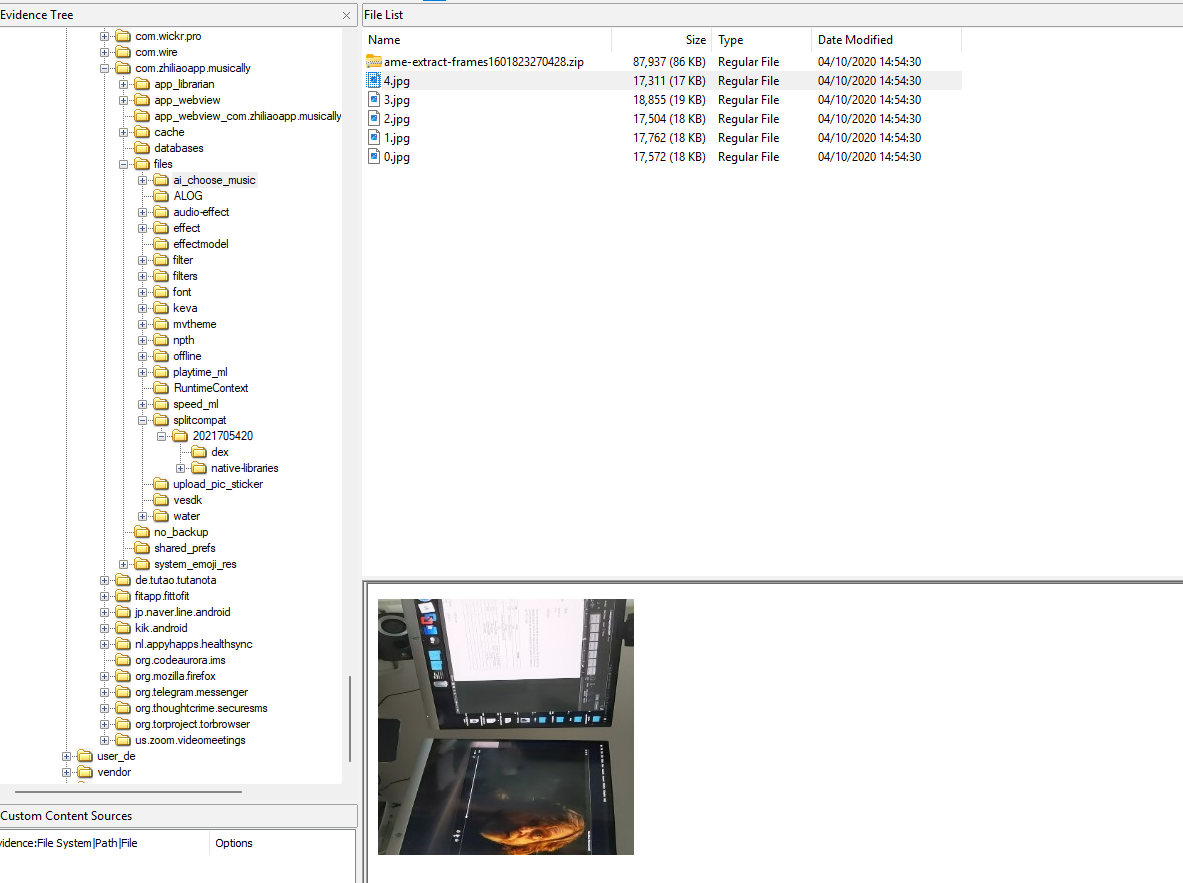 Evidence Tree
com.wickr.pro
com.wire
com.zhiliaoapp.musically
app_librarian
app_webview
app_webview_com.zhiliaoapp.musically
cache
databases
files
ai_choose_music
ALOG
audio-effect
effect
effectmodel
filter
filters
font
keva
mvtheme
npth
offline
playtime_ml
RuntimeContext
speed_ml
splitcompat
2021705420
dex
native-libraries
upload_pic_sticker
vesdk
water
no_backup
shared_prefs
system_emoji_res
de.tutao.tutanota
fitapp.fittofit
jp.naver.line.android
kik.android
nl.appyhapps.healthsync
org.codeaurora.ims
org.mozilla.firefox
org.telegram.messenger
org.thoughtcrime.securesms
org.torproject.torbrowser
us.zoom.videomeetings
user_de
vendor
Custom Content Sources
vidence:File System|Path|File Options
File List
Name Size Type Date Modified
ame-extract-frames1601823270428.zip 87,937 (86 KB) Regular File 04/10/2020 14:54:30
4.jpg 17,311 (17 KB) Regular File 04/10/2020 14:54:30
3.jpg 18,855 (19 KB) Regular File 04/10/2020 14:54:30
2.jpg 17,504 (18 KB) Regular File 04/10/2020 14:54:30
1.jpg 17,762 (18 KB) Regular File 04/10/2020 14:54:30
0.jpg 17,572 (18 KB) Regular File 04/10/2020 14:54:30